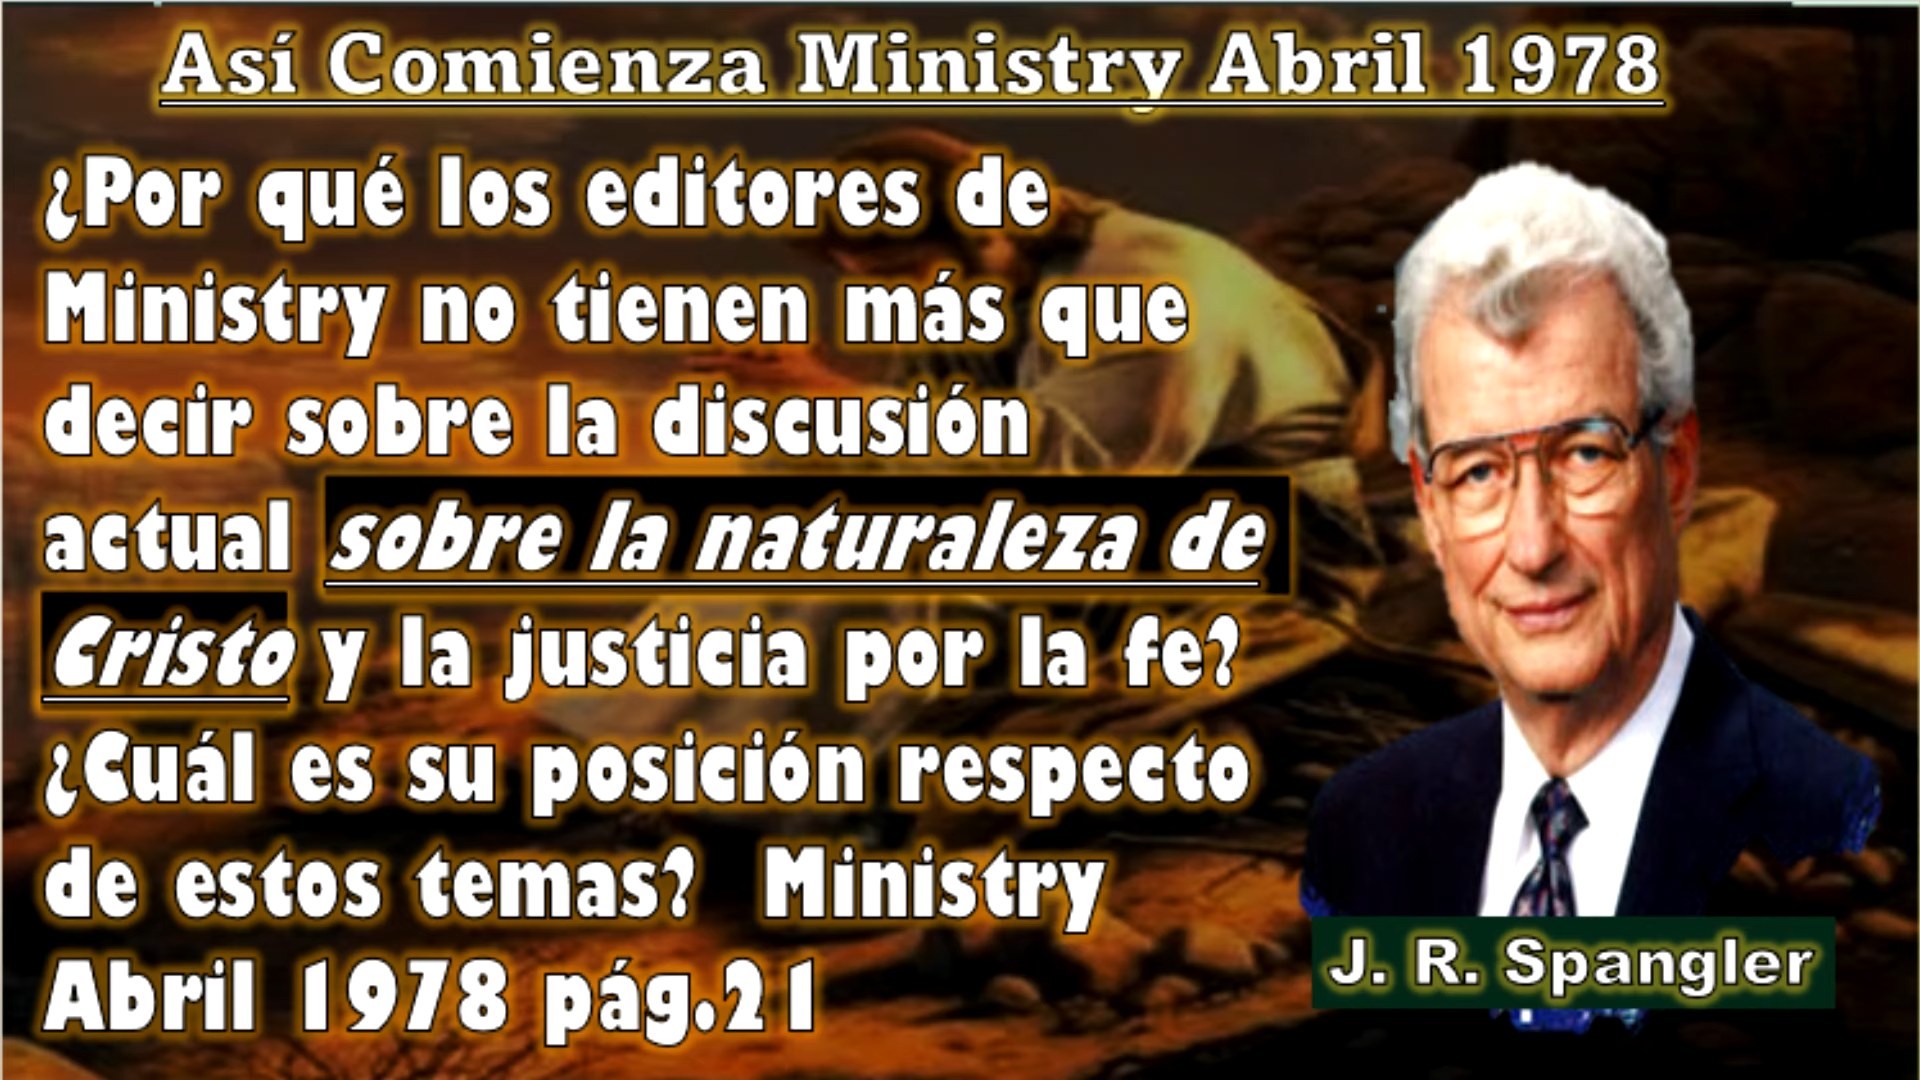 Así Comienza Ministry Abril 1978
¿Por qué los editores de
Ministry no tienen más que
decir sobre la discusión
actual sobre la naturaleza de
Cristo y la justicia por la fe?
¿Cuál es su posición respecto
de estos temas? Ministry
Abril 1978 pág.21
J. R. Spangler